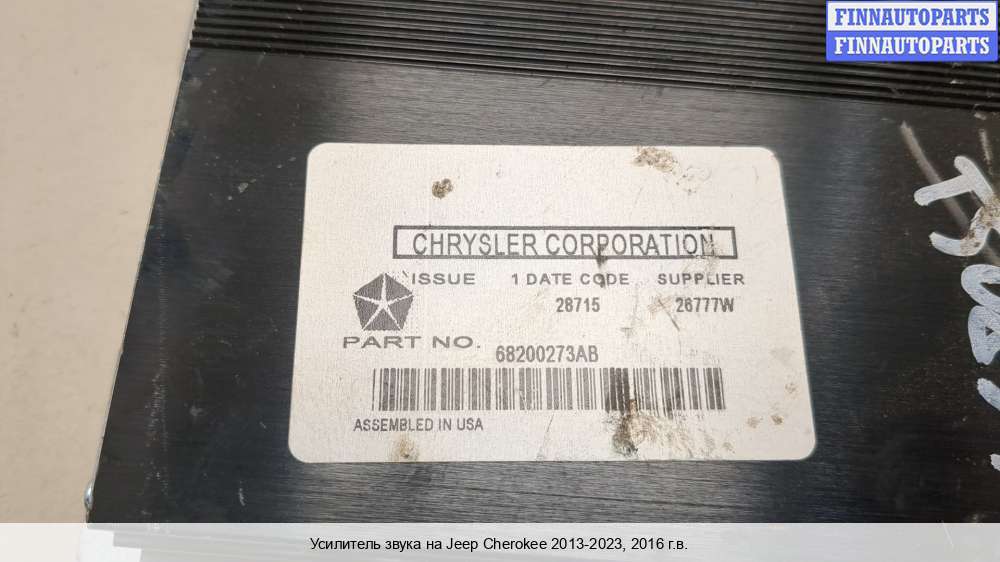 FINNAUTOPARTS
FINNAUTOPARTS
CHRYSLER CORPORATION
ISSUE 1 DATE CODE SUPPLIER
28715 26777W
PART NO. 68200273AB
ASSEMBLED IN USA
Усилитель звука на Jeep Cherokee 2013-2023, 2016 г.в.